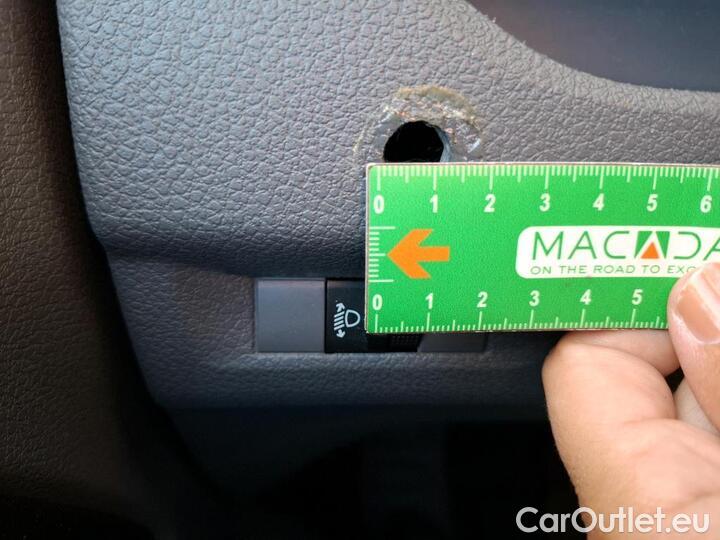 0 1 2 3 4 5 6
MACADA
ON THE ROAD TO EXC
0 1 2 3 4 5
CarOutlet.eu